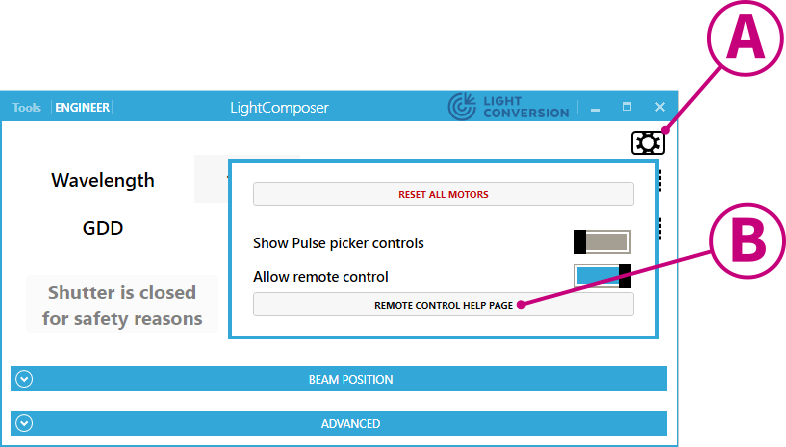 A
Tools ENGINEER LightComposer LIGHT CONVERSION
Wavelength
RESET ALL MOTORS
GDD
Show Pulse picker controls
B
Allow remote control
Shutter is closed
for safety reasons
REMOTE CONTROL HELP PAGE
BEAM POSITION
ADVANCED